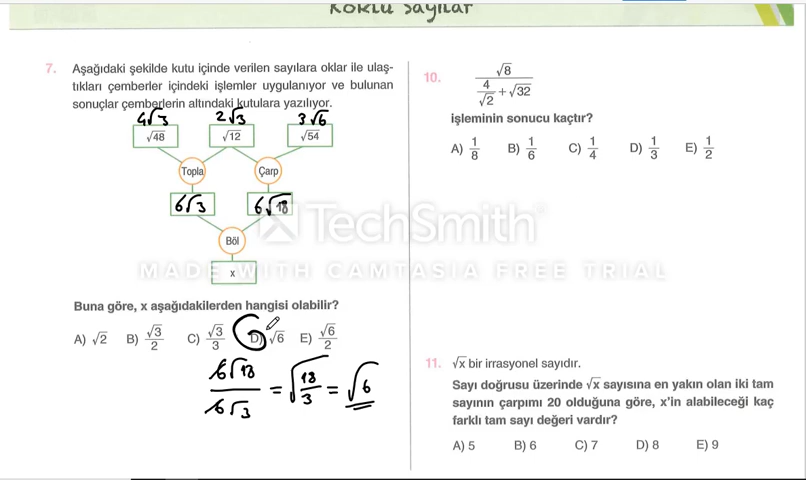 KÖKLÜ SAYILAR
7. Aşağıdaki şekilde kutu içinde verilen sayılara oklar ile ulaş-
tıkları çemberler içindeki işlemler uygulanıyor ve bulunan
sonuçlar çemberlerin altındaki kutulara yazılıyor.
4√3 2√3 3√6
√48 √12 √54
Topla Çarp
6√3 6√18
Böl
x
Buna göre, x aşağıdakilerden hangisi olabilir?
A) √2 B) √3/2 C) √3/3 D) √6 E) √6/2
6√18/6√3 = √18/3 = √6
10. √8/(4/√2 + √32)
işleminin sonucu kaçtır?
A) 1/8 B) 1/6 C) 1/4 D) 1/3 E) 1/2
11. √x bir irrasyonel sayıdır.
Sayı doğrusu üzerinde √x sayısına en yakın olan iki tam
sayının çarpımı 20 olduğuna göre, x'in alabileceği kaç
farklı tam sayı değeri vardır?
A) 5 B) 6 C) 7 D) 8 E) 9
TechSmith
MADE WITH CAMTASIA FREE TRIAL